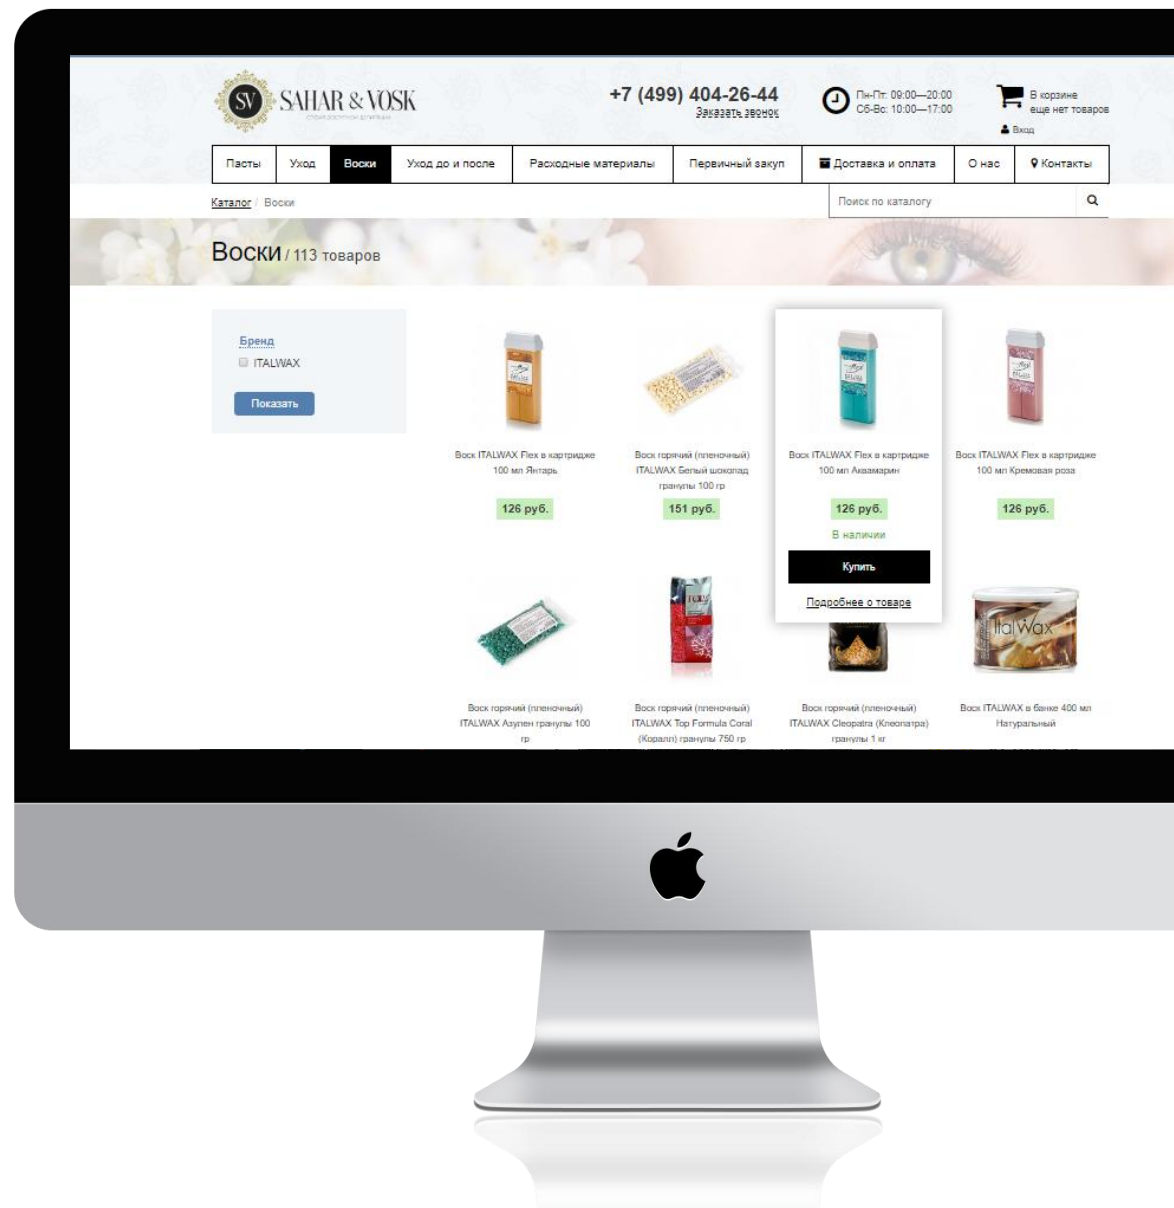 SV SAHAR & VOSK
+7 (499) 404-26-44
Заказать звонок
Пн-Пт: 09:00—20:00
Сб-Вс: 10:00—17:00
В корзине
еще нет товаров
Вход
Пасты Уход Воски Уход до и после Расходные материалы Первичный закуп Доставка и оплата О нас Контакты
Каталог / Воски
Поиск по каталогу
Воски / 113 товаров
Бренд
ITALWAX
Показать
Воск ITALWAX Flex в картридже
100 мл Янтарь
126 руб.
Воск горячий (пленочный)
ITALWAX Белый шоколад
гранулы 100 гр
151 руб.
Воск ITALWAX Flex в картридже
100 мл Аквамарин
126 руб.
В наличии
Купить
Подробнее о товаре
Воск ITALWAX Flex в картридже
100 мл Кремовая роза
126 руб.
Воск горячий (пленочный)
ITALWAX Азулен гранулы 100
гр
Воск горячий (пленочный)
ITALWAX Top Formula Coral
(Коралл) гранулы 750 гр
Воск горячий (пленочный)
ITALWAX Cleopatra (Клеопатра)
гранулы 1 кг
ItalWax
Воск ITALWAX в банке 400 мл
Натуральный